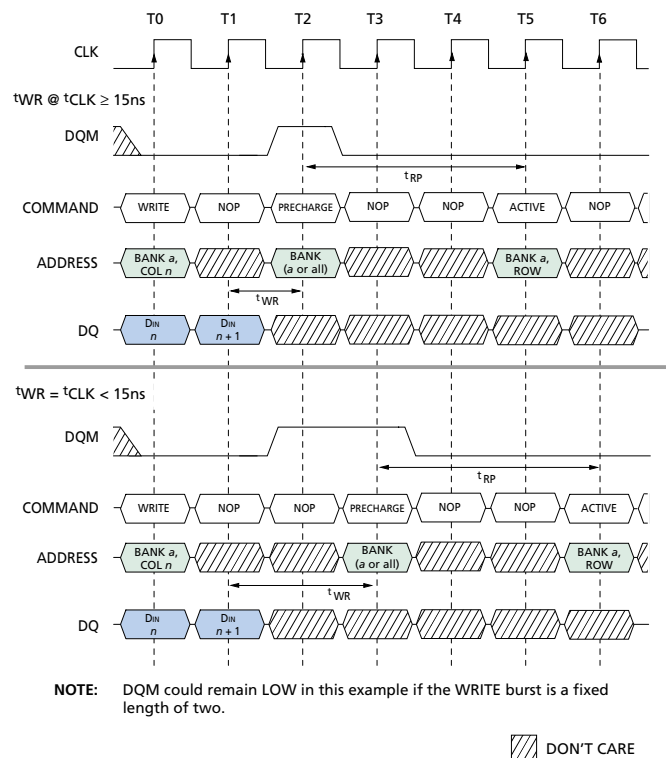 T0 T1 T2 T3 T4 T5 T6
CLK
tWR @ tCLK ≥ 15ns
DQM
tRP
COMMAND WRITE NOP PRECHARGE NOP NOP ACTIVE NOP
ADDRESS BANK a, COL n BANK (a or all) BANK a, ROW
tWR
DQ DIN n DIN n + 1
tWR = tCLK < 15ns
DQM
tRP
COMMAND WRITE NOP NOP PRECHARGE NOP NOP ACTIVE
ADDRESS BANK a, COL n BANK (a or all) BANK a, ROW
tWR
DQ DIN n DIN n + 1
NOTE: DQM could remain LOW in this example if the WRITE burst is a fixed
length of two.
DON'T CARE